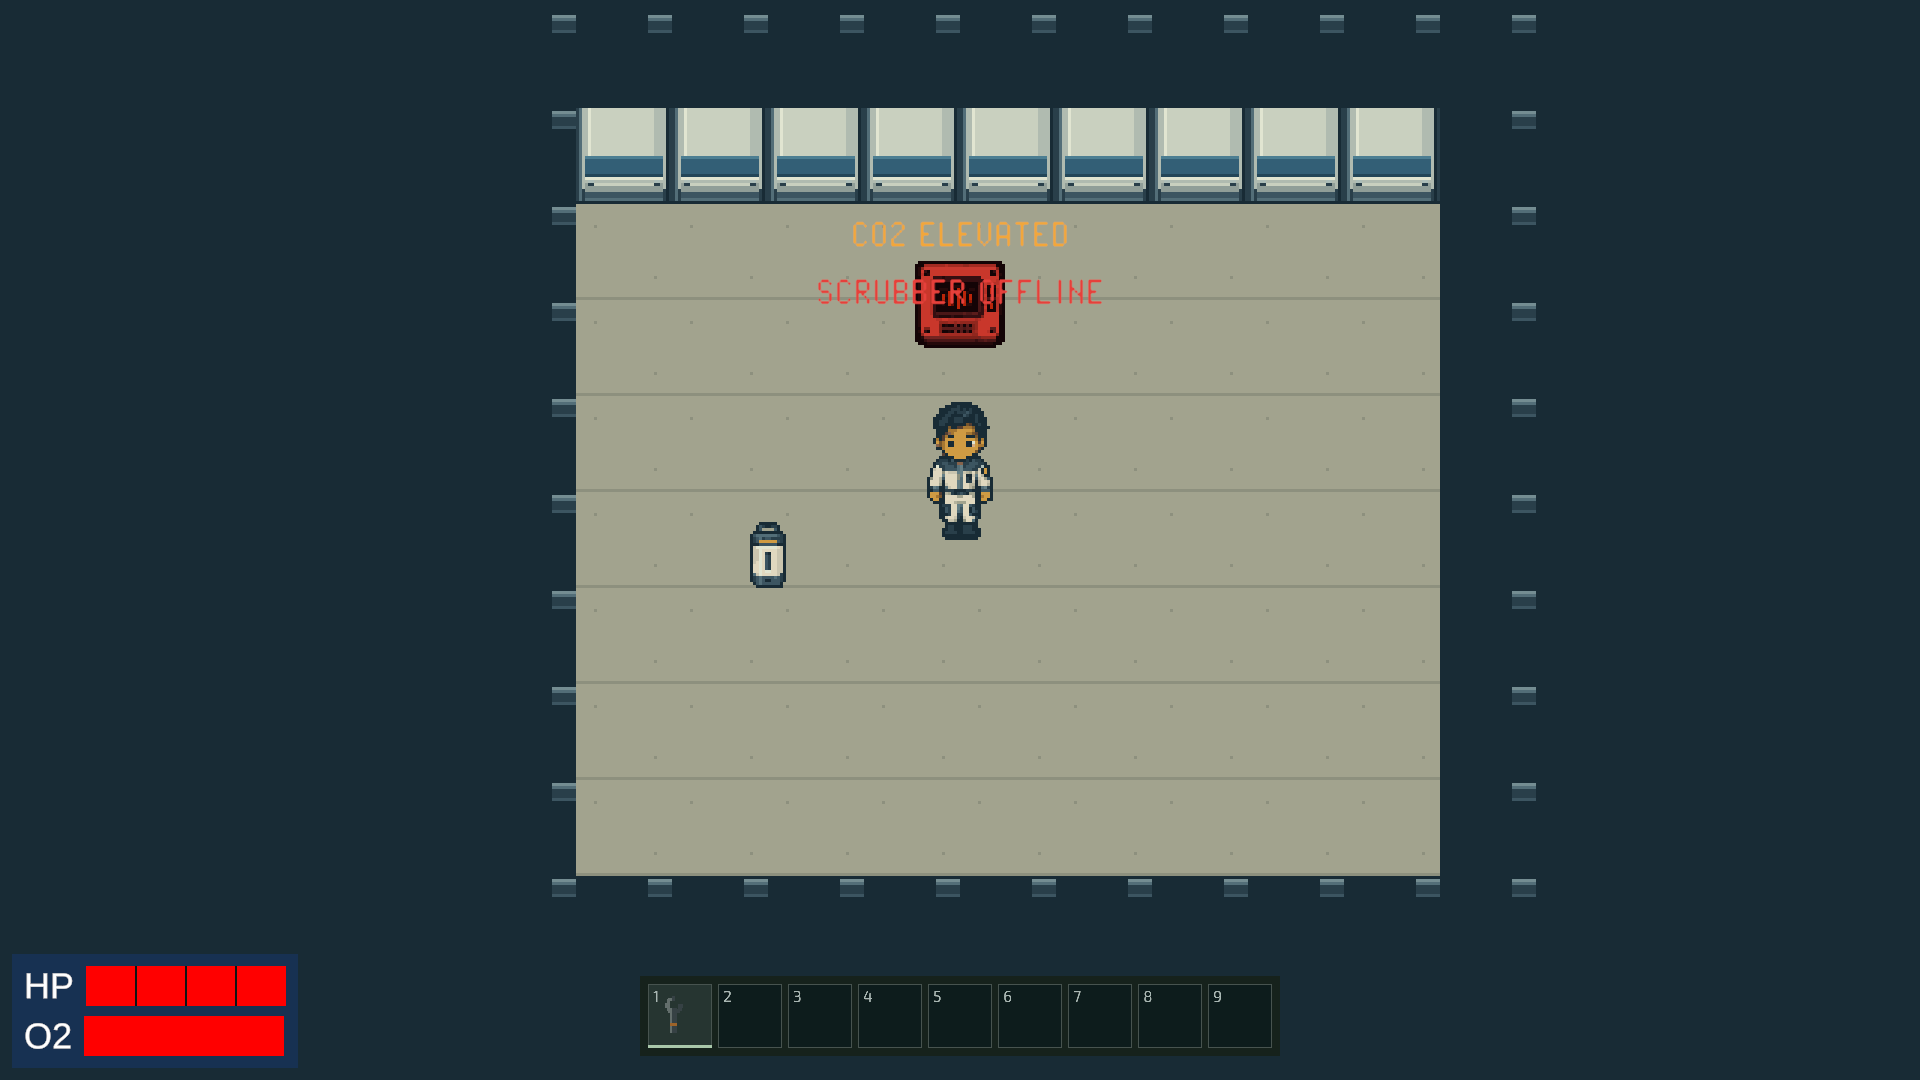 CO2 ELEVATED
SCRUBBER OFFLINE
HP
O2
1 2 3 4 5 6 7 8 9